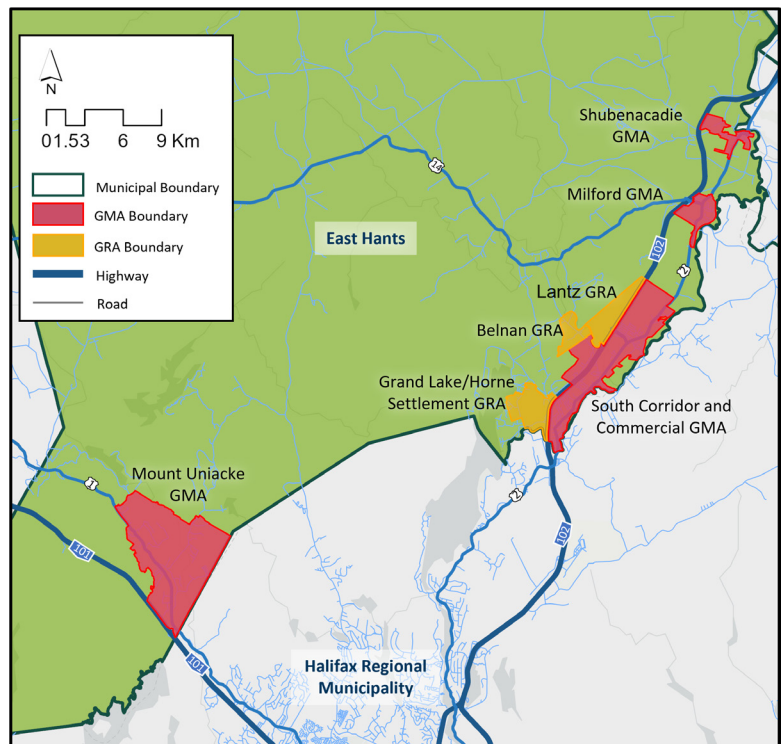 N
01.53 6 9 Km
Municipal Boundary
GMA Boundary
GRA Boundary
Highway
Road
Shubenacadie
GMA
14
Milford GMA
East Hants
102
2
Lantz GRA
Belnan GRA
Grand Lake/Horne
Settlement GRA
South Corridor and
Commercial GMA
Mount Uniacke
GMA
1
2
101
102
Halifax Regional
Municipality
101